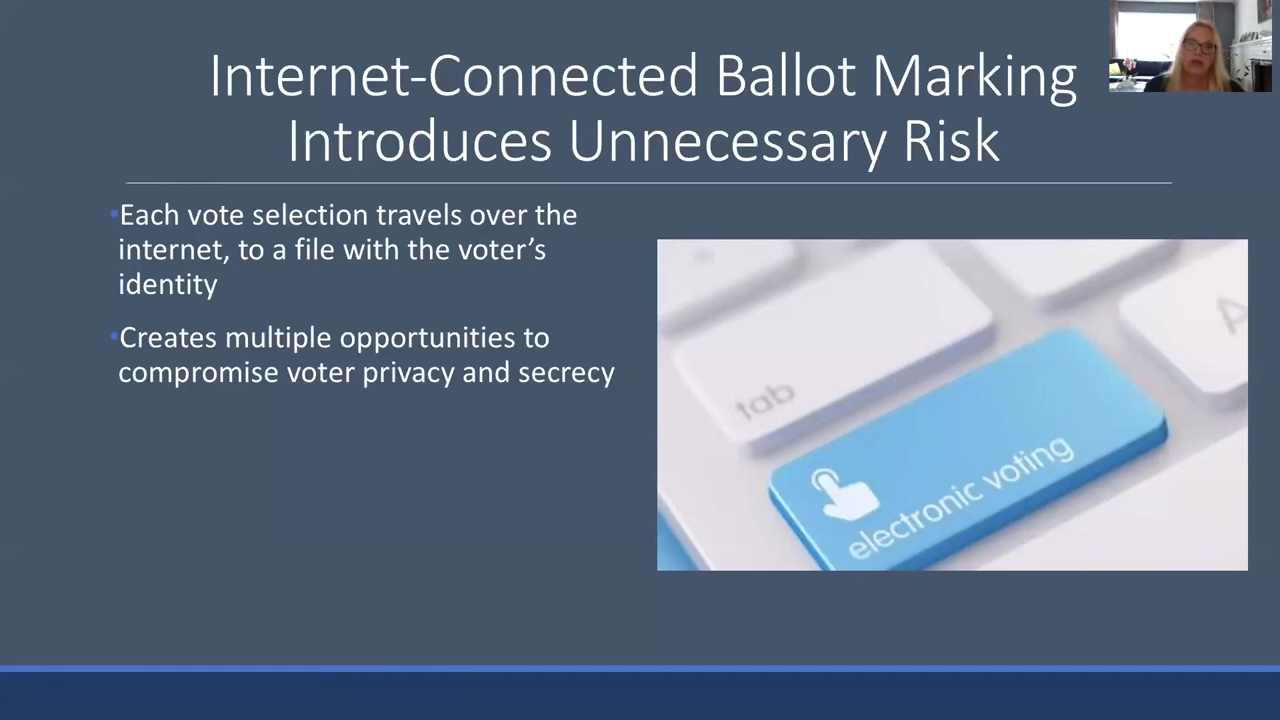 Internet-Connected Ballot Marking
Introduces Unnecessary Risk
•Each vote selection travels over the
internet, to a file with the voter’s
identity
•Creates multiple opportunities to
compromise voter privacy and secrecy
tab
A
electronic voting